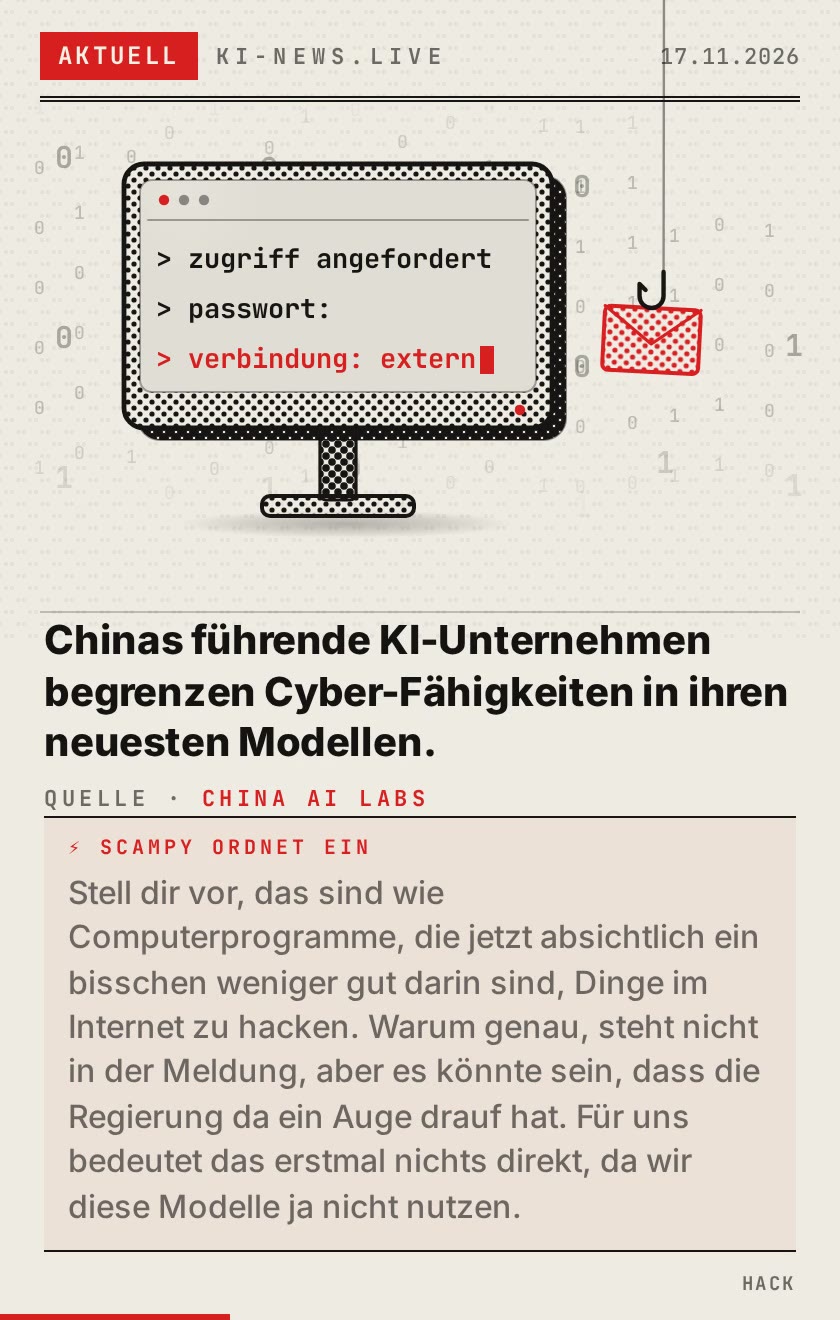 AKTUELL KI-NEWS.LIVE 17.11.2026
> zugriff angefordert
> passwort:
> verbindung: extern
Chinas führende KI-Unternehmen
begrenzen Cyber-Fähigkeiten in ihren
neuesten Modellen.
QUELLE · CHINA AI LABS
⚡ SCAMPY ORDNET EIN
Stell dir vor, das sind wie
Computerprogramme, die jetzt absichtlich ein
bisschen weniger gut darin sind, Dinge im
Internet zu hacken. Warum genau, steht nicht
in der Meldung, aber es könnte sein, dass die
Regierung da ein Auge drauf hat. Für uns
bedeutet das erstmal nichts direkt, da wir
diese Modelle ja nicht nutzen.
HACK